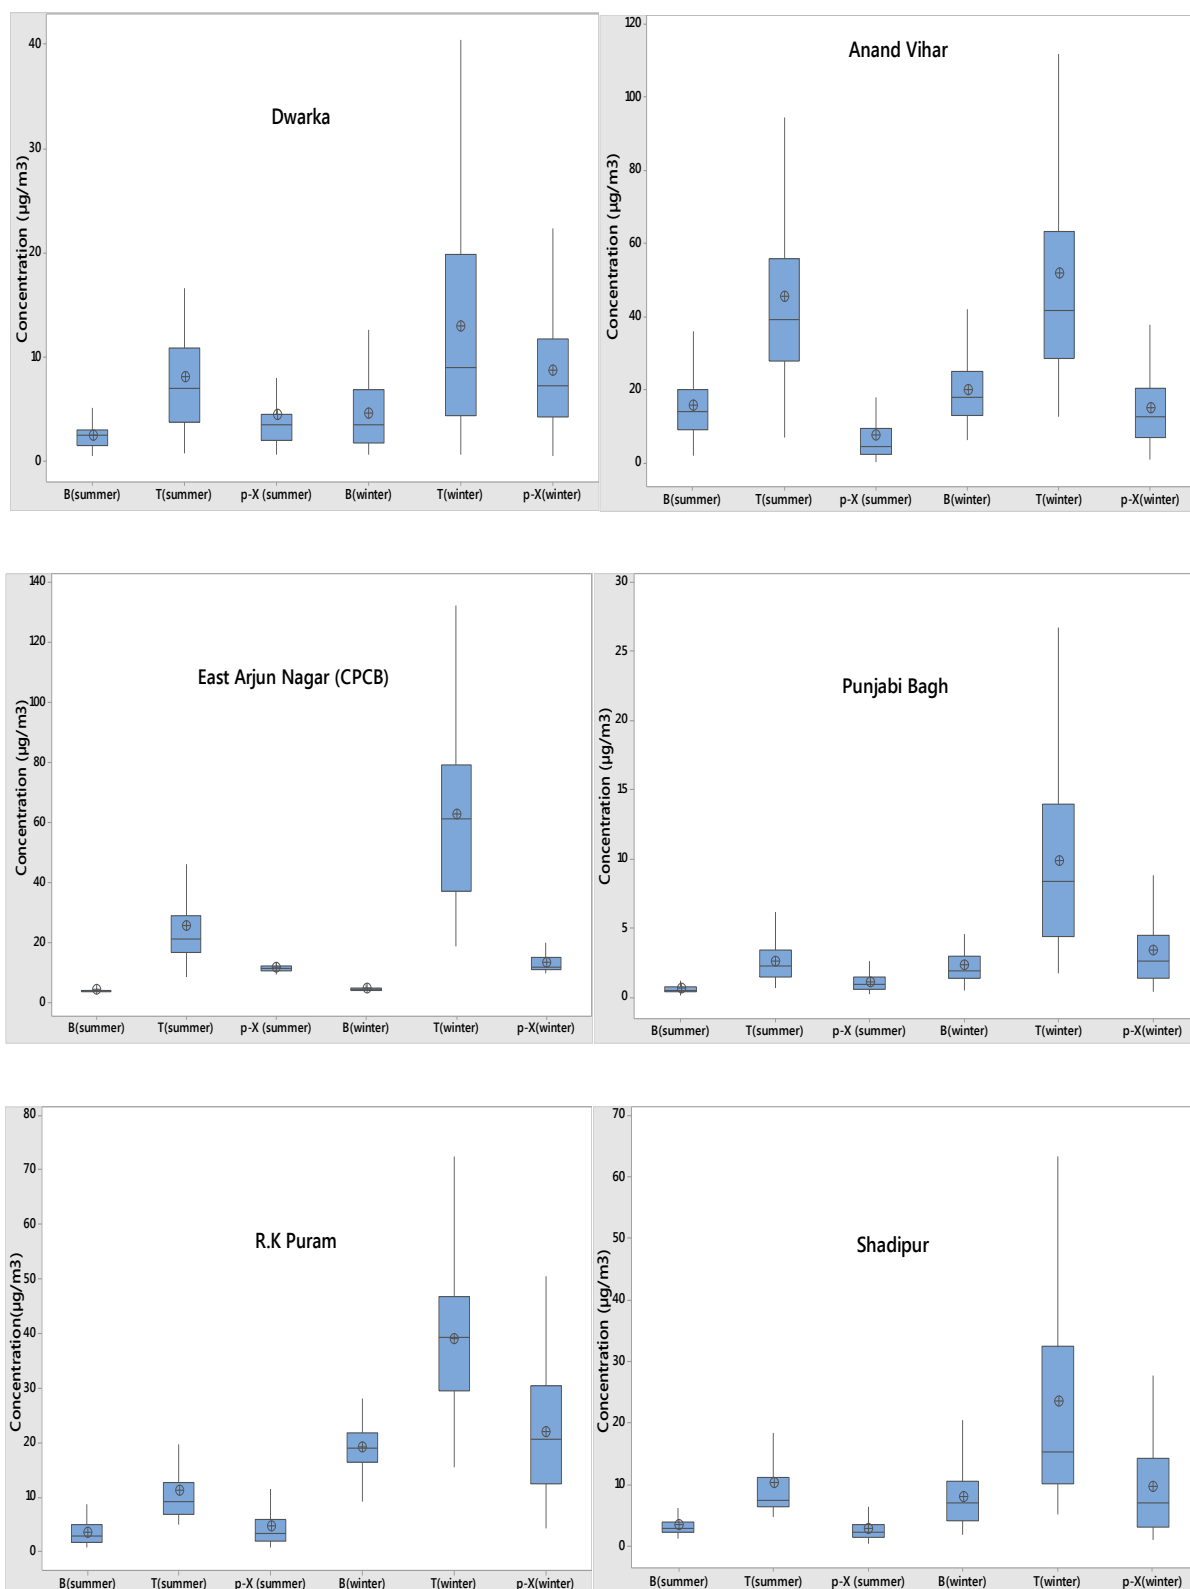 Dwarka
Concentration (µg/m3)
40
30
20
10
0
B(summer) T(summer) p-X (summer) B(winter) T(winter) p-X(winter)
Anand Vihar
Concentration (µg/m3)
120
100
80
60
40
20
0
B(summer) T(summer) p-X (summer) B(winter) T(winter) p-X(winter)
East Arjun Nagar (CPCB)
Concentration (µg/m3)
140
120
100
80
60
40
20
0
B(summer) T(summer) p-X (summer) B(winter) T(winter) p-X(winter)
Punjabi Bagh
Concentration (µg/m3)
30
25
20
15
10
5
0
B(summer) T(summer) p-X (summer) B(winter) T(winter) p-X(winter)
R.K Puram
Concentration(µg/m3)
80
70
60
50
40
30
20
10
0
B(summer) T(summer) p-X (summer) B(winter) T(winter) p-X(winter)
Shadipur
Concentration (µg/m3)
70
60
50
40
30
20
10
0
B(summer) T(summer) p-X (summer) B(winter) T(winter) p-X(winter)